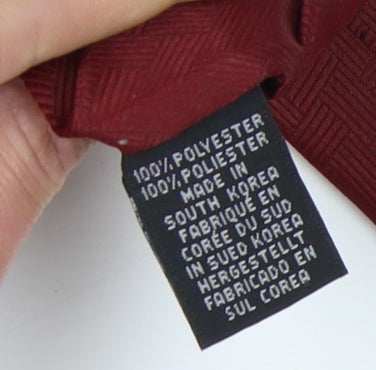 100% POLYESTER
100% POLIESTER
MADE IN
SOUTH KOREA
FABRIQUÉ EN
CORÉE DU SUD
IN SUED KOREA
HERGESTELLT
FABRICADO EN
SUL COREA